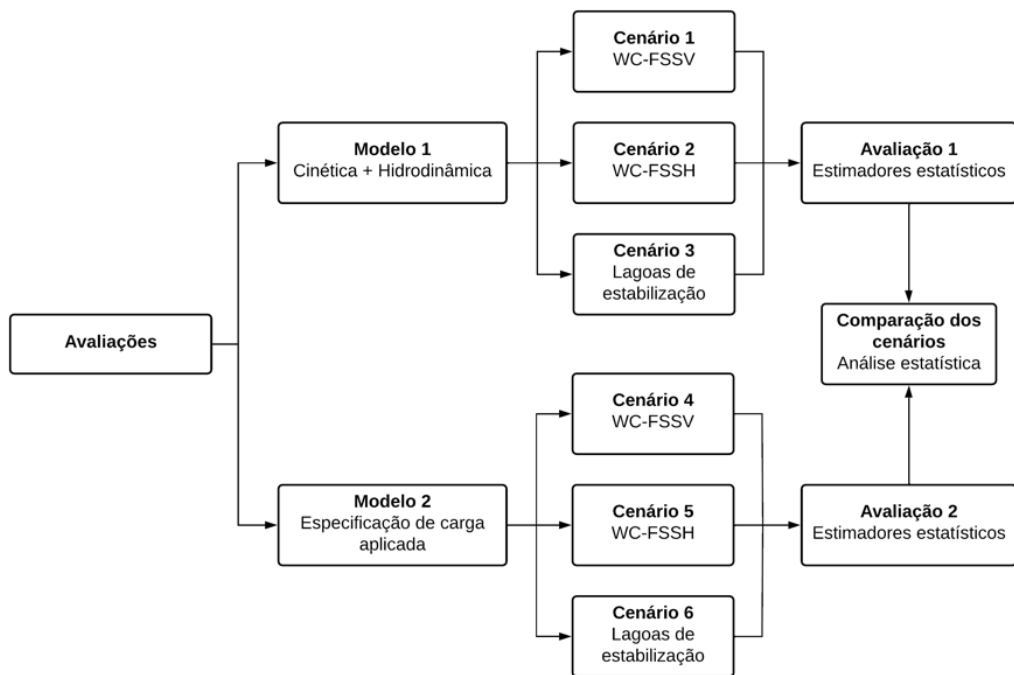 Avaliações
Modelo 1
Cinética + Hidrodinâmica
Cenário 1
WC-FSSV
Cenário 2
WC-FSSH
Cenário 3
Lagoas de
estabilização
Avaliação 1
Estimadores estatísticos
Comparação dos
cenários
Análise estatística
Modelo 2
Especificação de carga
aplicada
Cenário 4
WC-FSSV
Cenário 5
WC-FSSH
Cenário 6
Lagoas de
estabilização
Avaliação 2
Estimadores estatísticos